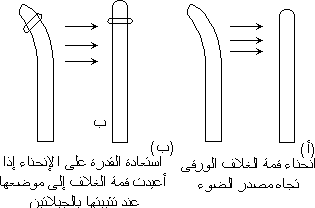 ب
(أ)
انحناء قمة الغلاف الورقى
تجاه مصدر الضوء
(ب)
استعادة القدرة على الإنحناء إذا
أعيدت قمة الغلاف إلى موضعها
عند تثبيتها بالجيلاتين